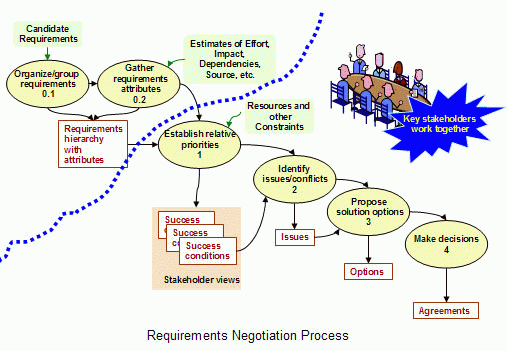 Candidate
Requirements
Organize/group
requirements
0.1
Gather
requirements
attributes
0.2
Estimates of Effort,
Impact,
Dependencies,
Source, etc.
Requirements
hierarchy
with
attributes
Resources and
other
Constraints
Establish relative
priorities
1
Key stakeholders
work together
Identify
issues/conflicts
2
Success
Success
Success
conditions
Stakeholder views
Issues
Propose
solution options
3
Options
Make decisions
4
Agreements
Requirements Negotiation Process